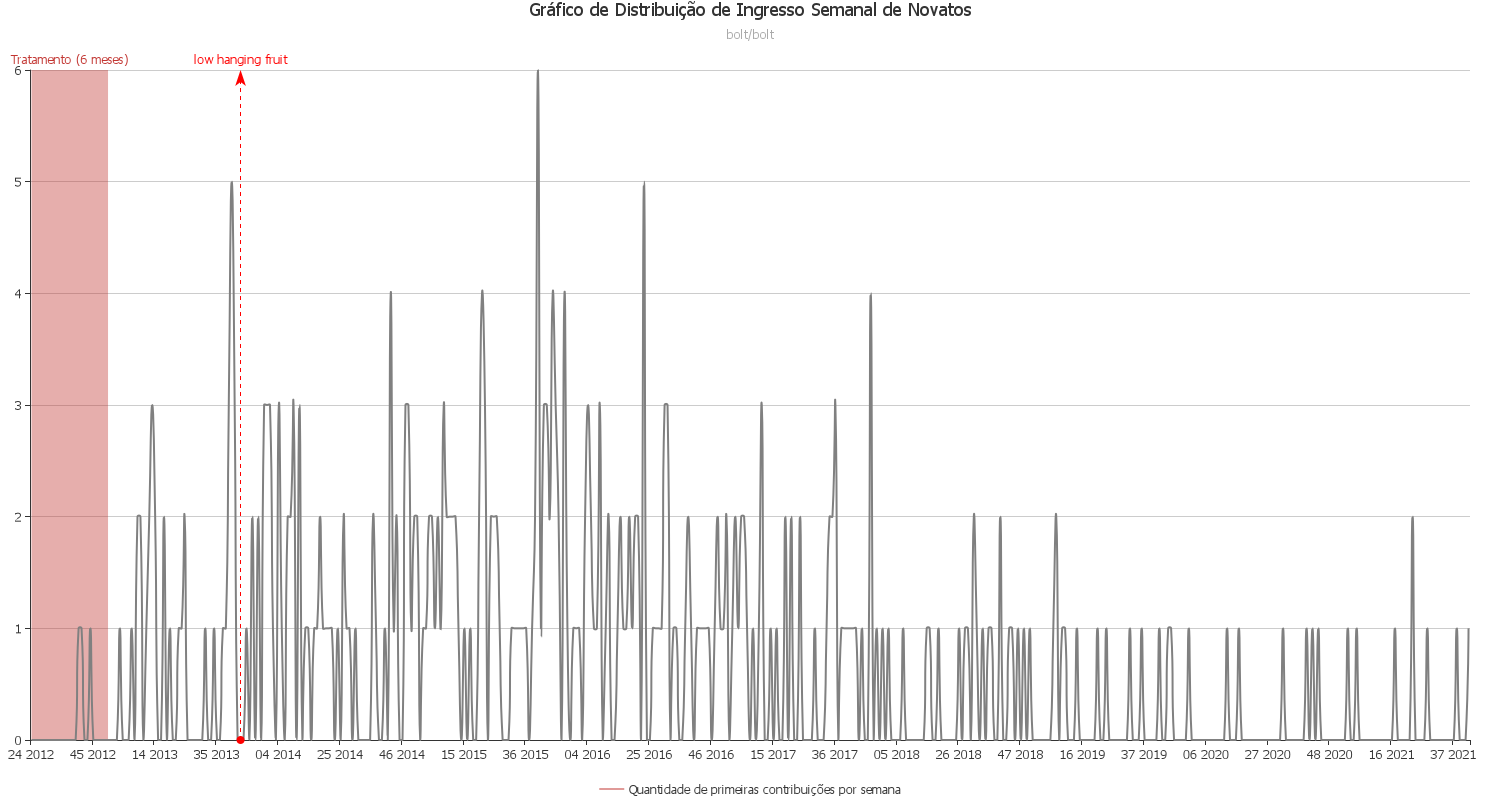 Gráfico de Distribuição de Ingresso Semanal de Novatos
bolt/bolt
Tratamento (6 meses)
low hanging fruit
6
5
4
3
2
1
0
24 2012 45 2012 14 2013 35 2013 04 2014 25 2014 46 2014 15 2015 36 2015 04 2016 25 2016 46 2016 15 2017 36 2017 05 2018 26 2018 47 2018 16 2019 37 2019 06 2020 27 2020 48 2020 16 2021 37 2021
Quantidade de primeiras contribuições por semana